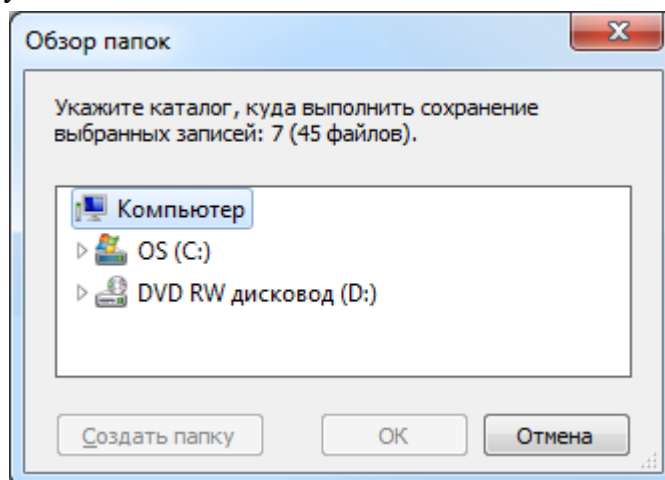 Обзор папок
Укажите каталог, куда выполнить сохранение
выбранных записей: 7 (45 файлов).
Компьютер
OS (C:)
DVD RW дисковод (D:)
Создать папку
ОК
Отмена